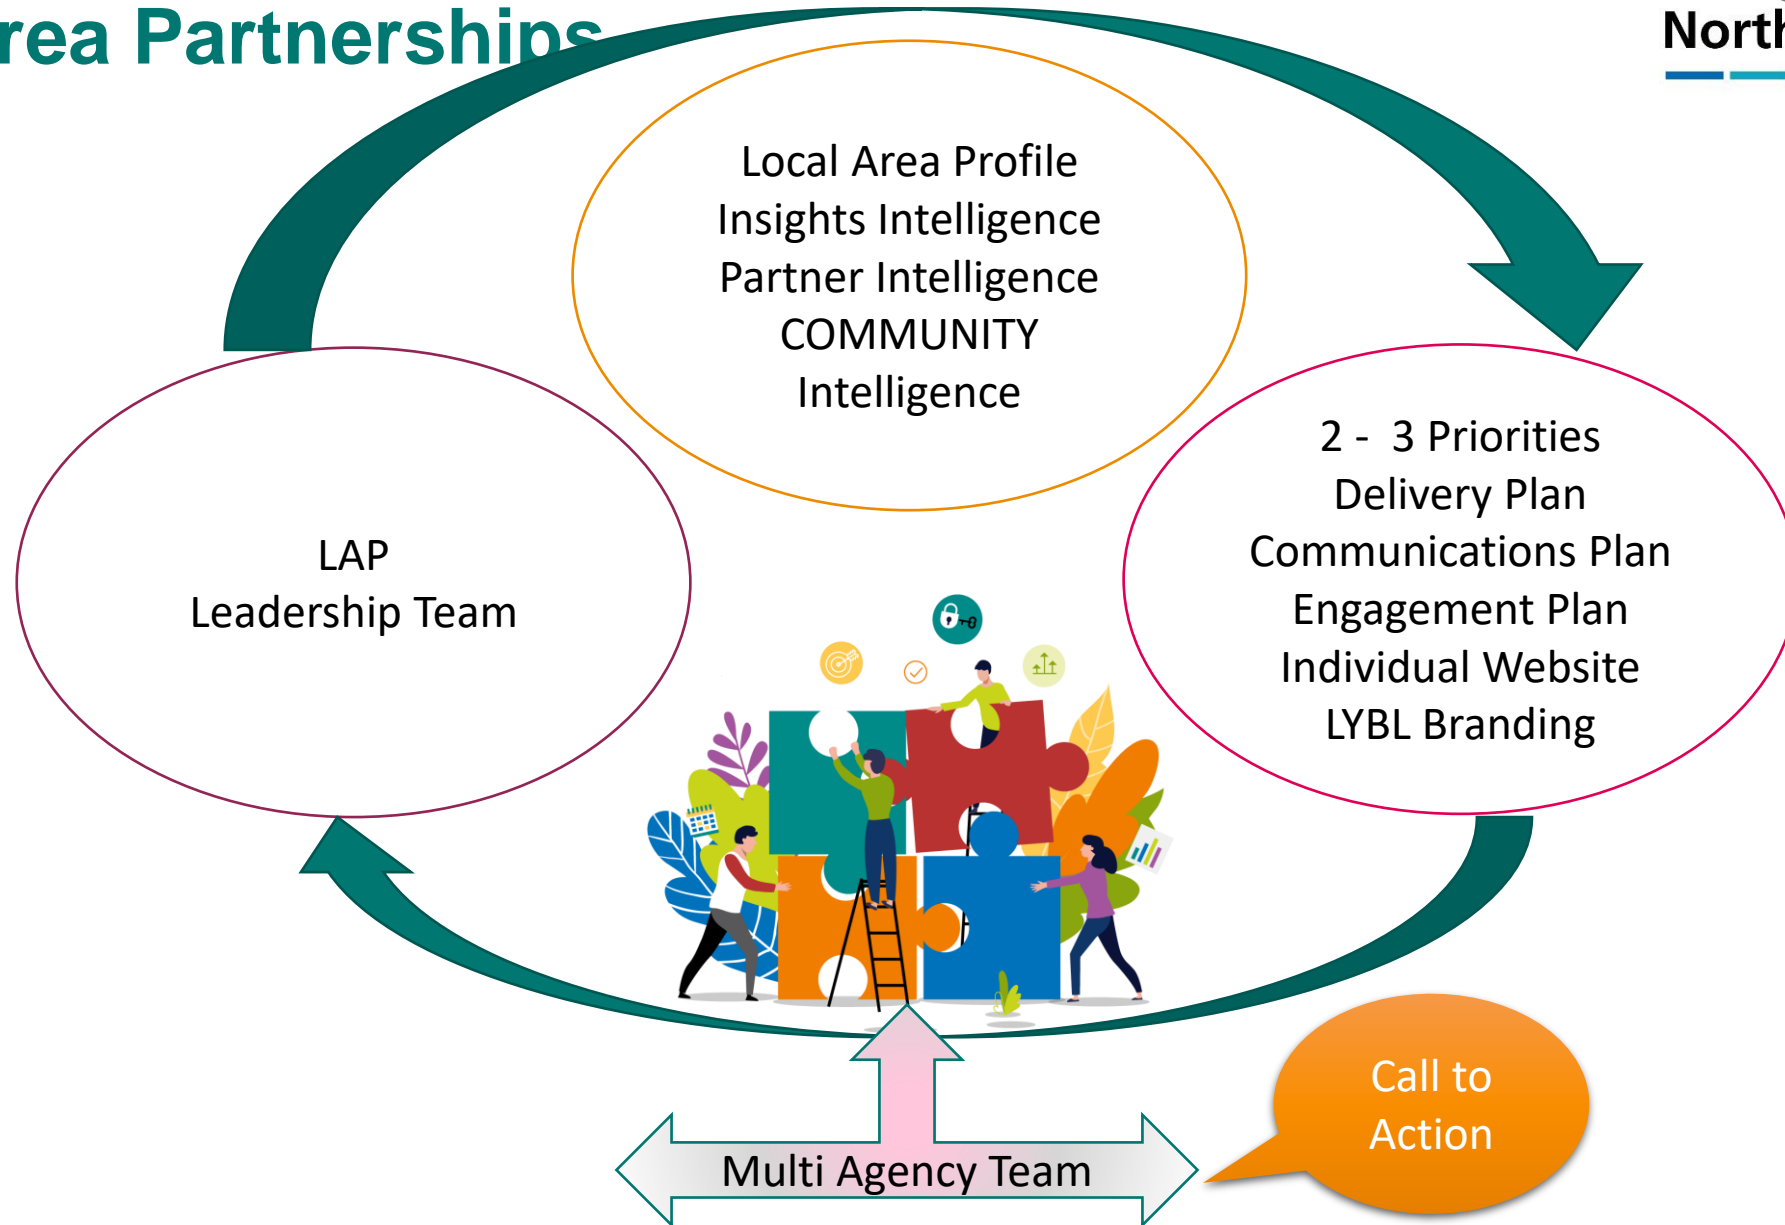 rea Partnerships
North
Local Area Profile
Insights Intelligence
Partner Intelligence
COMMUNITY
Intelligence
LAP
Leadership Team
2 -  3 Priorities
Delivery Plan
Communications Plan
Engagement Plan
Individual Website
LYBL Branding
Call to
Action
Multi Agency Team